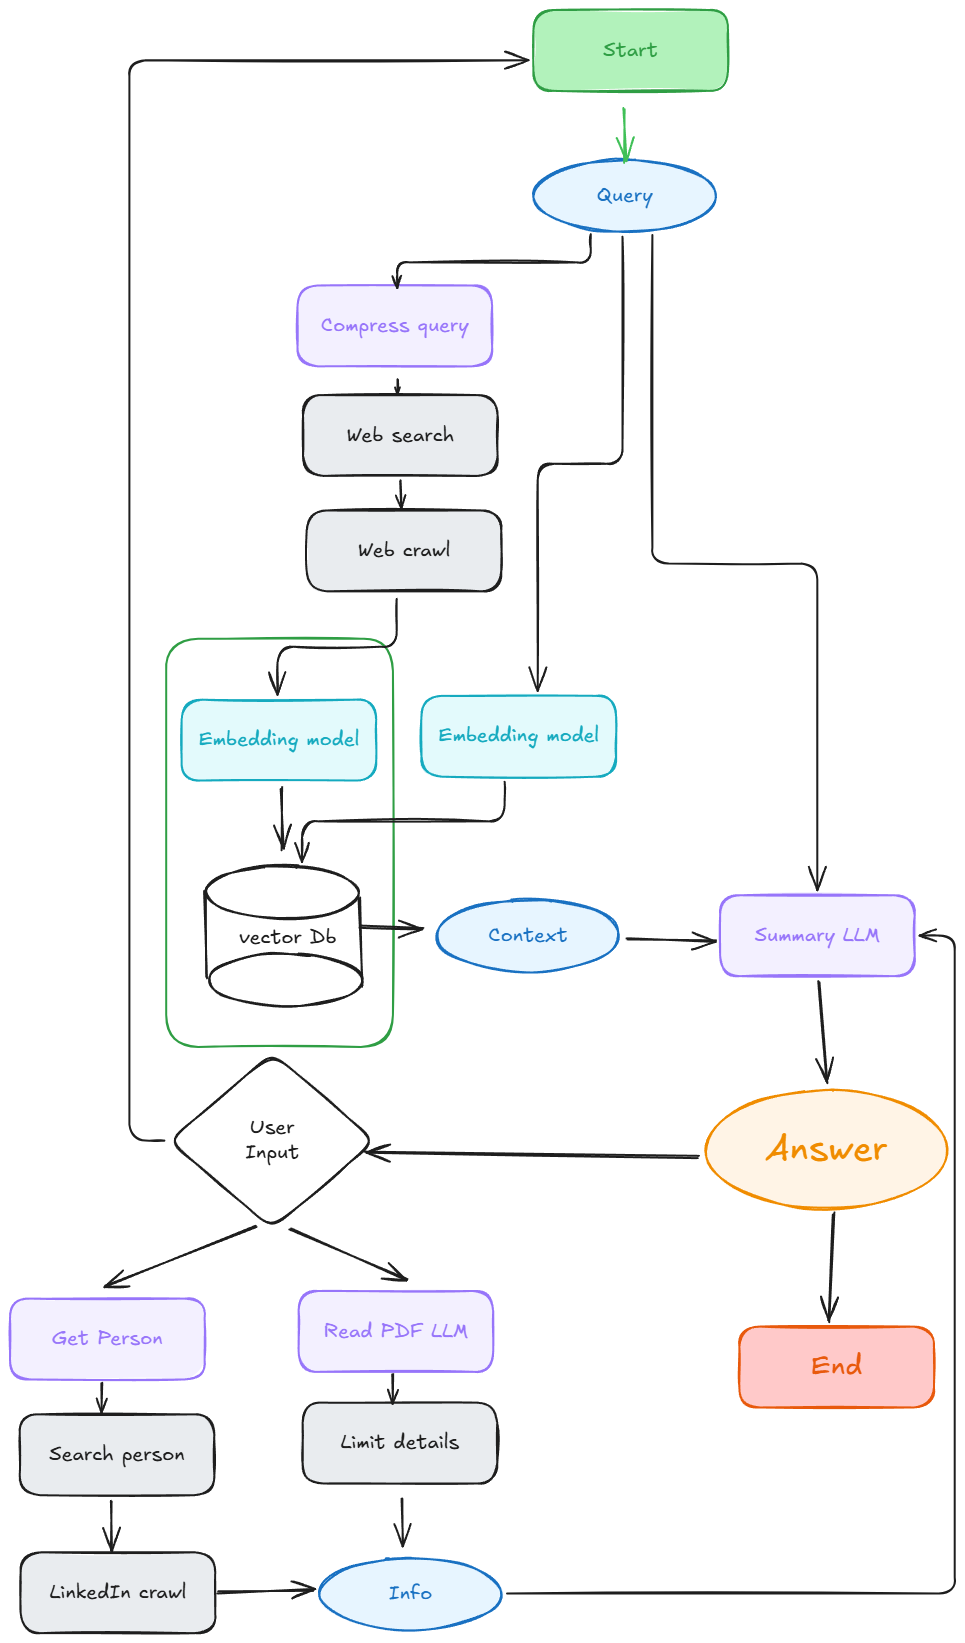 Start
Query
Compress query
Web search
Web crawl
Embedding model
Embedding model
vector Db
Context
Summary LLM
User
Input
Answer
Get Person
Read PDF LLM
End
Search person
Limit details
LinkedIn crawl
Info